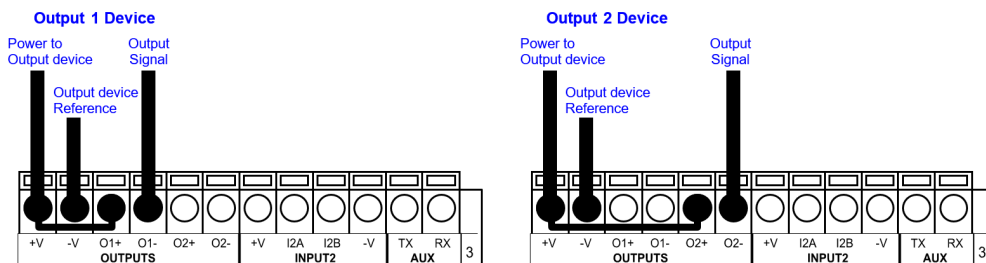 Output 1 Device
Power to
Output device
Output
Signal
Output device
Reference
+V -V O1+ O1- O2+ O2- +V I2A I2B -V TX RX
OUTPUTS INPUT2 AUX 3
Output 2 Device
Power to
Output device
Output
Signal
Output device
Reference
+V -V O1+ O1- O2+ O2- +V I2A I2B -V TX RX
OUTPUTS INPUT2 AUX 3